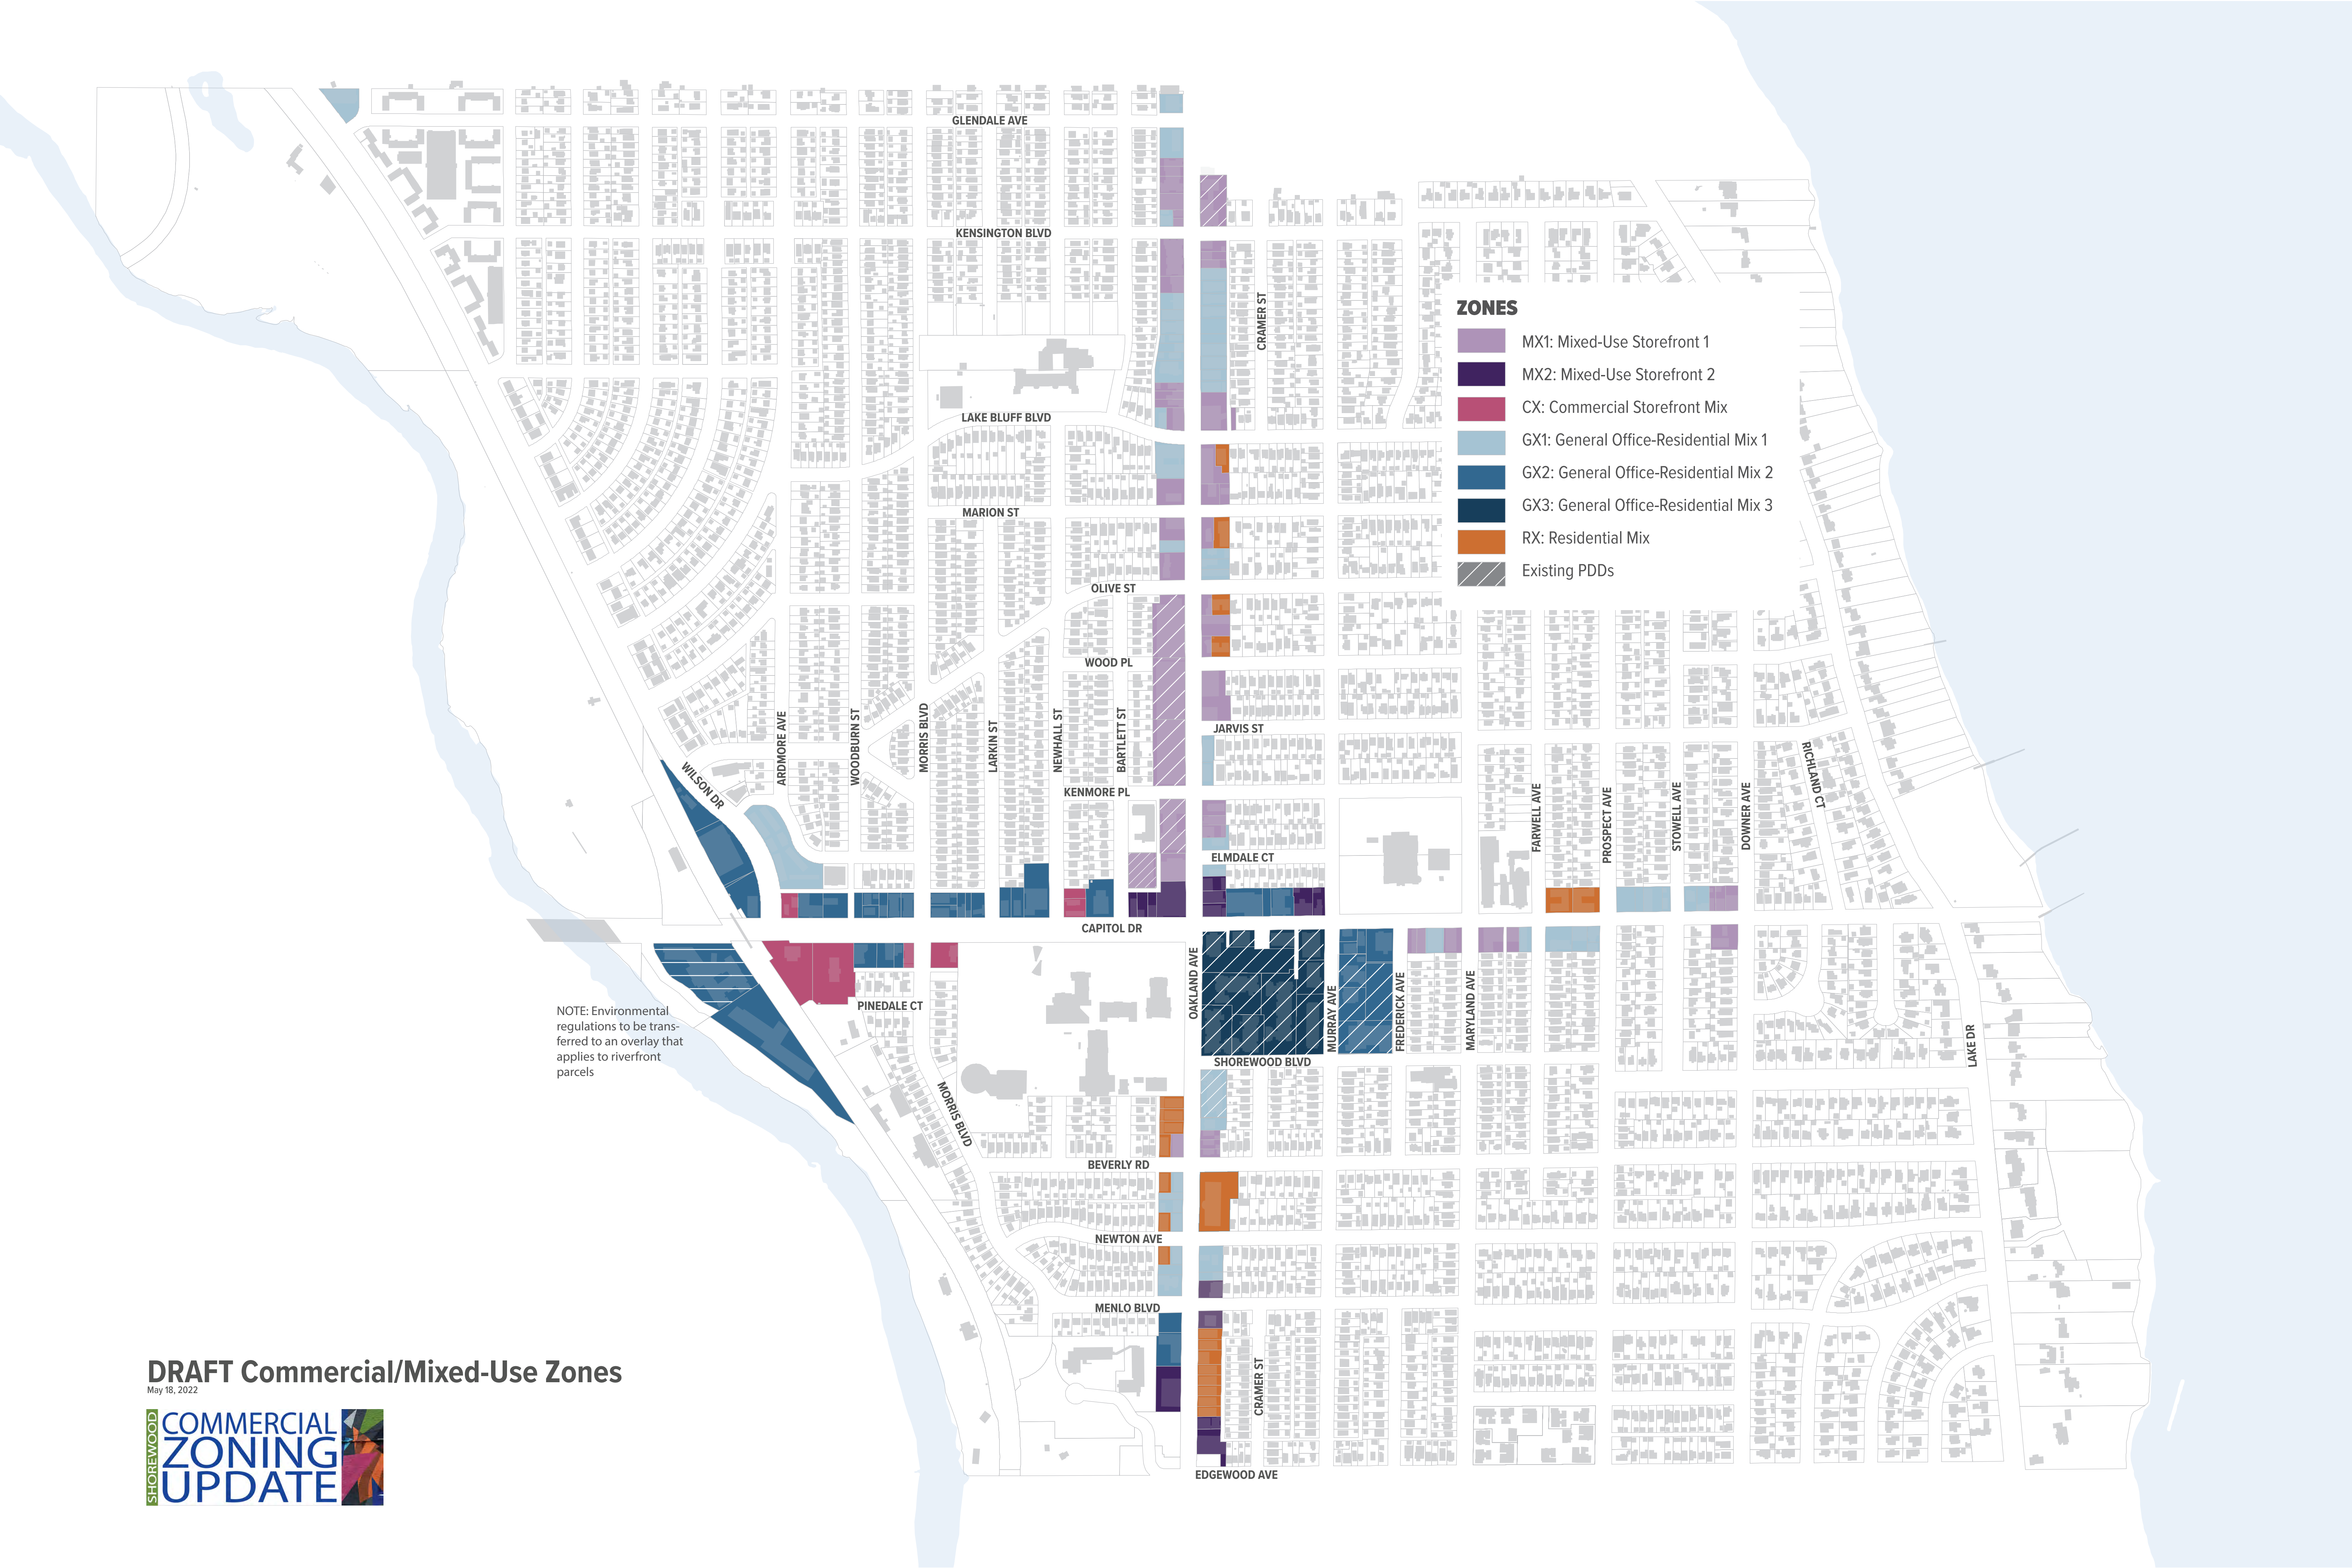 GLENDALE AVE
KENSINGTON BLVD
CRAMER ST
ZONES
MX1: Mixed-Use Storefront 1
MX2: Mixed-Use Storefront 2
CX: Commercial Storefront Mix
GX1: General Office-Residential Mix 1
GX2: General Office-Residential Mix 2
GX3: General Office-Residential Mix 3
RX: Residential Mix
Existing PDDs
LAKE BLUFF BLVD
MARION ST
OLIVE ST
WOOD PL
JARVIS ST
WILSON DR
ARDMORE AVE
WOODBURN ST
MORRIS BLVD
LARKIN ST
NEWHALL ST
BARTLETT ST
KENMORE PL
ELMDALE CT
FARWELL AVE
PROSPECT AVE
STOWELL AVE
DOWNER AVE
RICHLAND CT
CAPITOL DR
OAKLAND AVE
MURRAY AVE
FREDERICK AVE
MARYLAND AVE
LAKE DR
PINEDALE CT
NOTE: Environmental
regulations to be trans-
ferred to an overlay that
applies to riverfront
parcels
SHOREWOOD BLVD
MORRIS BLVD
BEVERLY RD
NEWTON AVE
MENLO BLVD
CRAMER ST
EDGEWOOD AVE
DRAFT Commercial/Mixed-Use Zones
May 18, 2022
SHOREWOOD
COMMERCIAL
ZONING
UPDATE